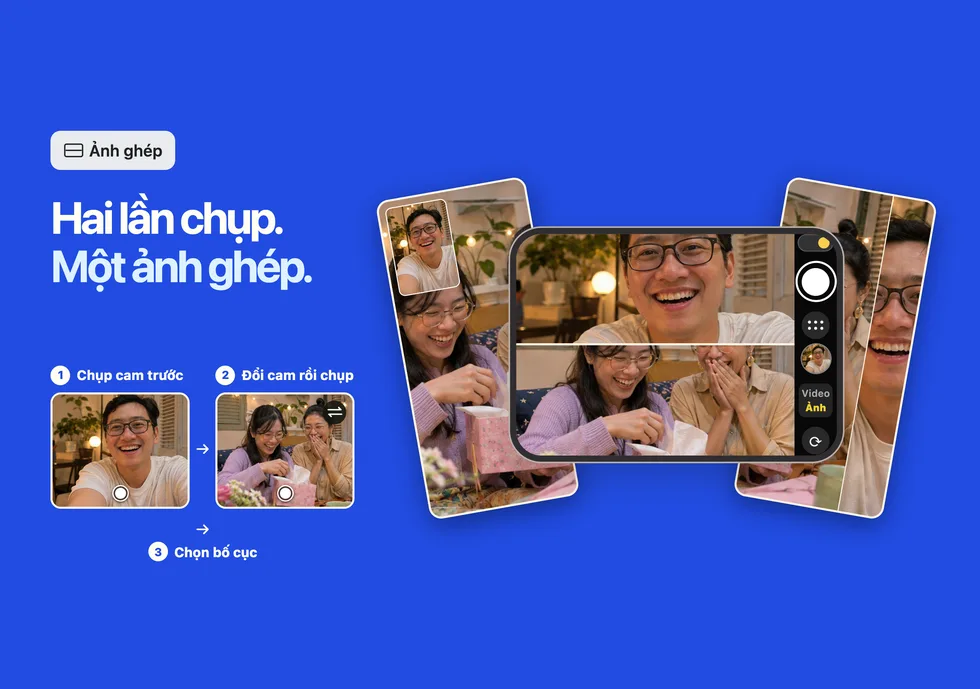 Ảnh ghép
Hai lần chụp.
Một ảnh ghép.
1 Chụp cam trước
2 Đổi cam rồi chụp
3 Chọn bố cục
Video
Ảnh